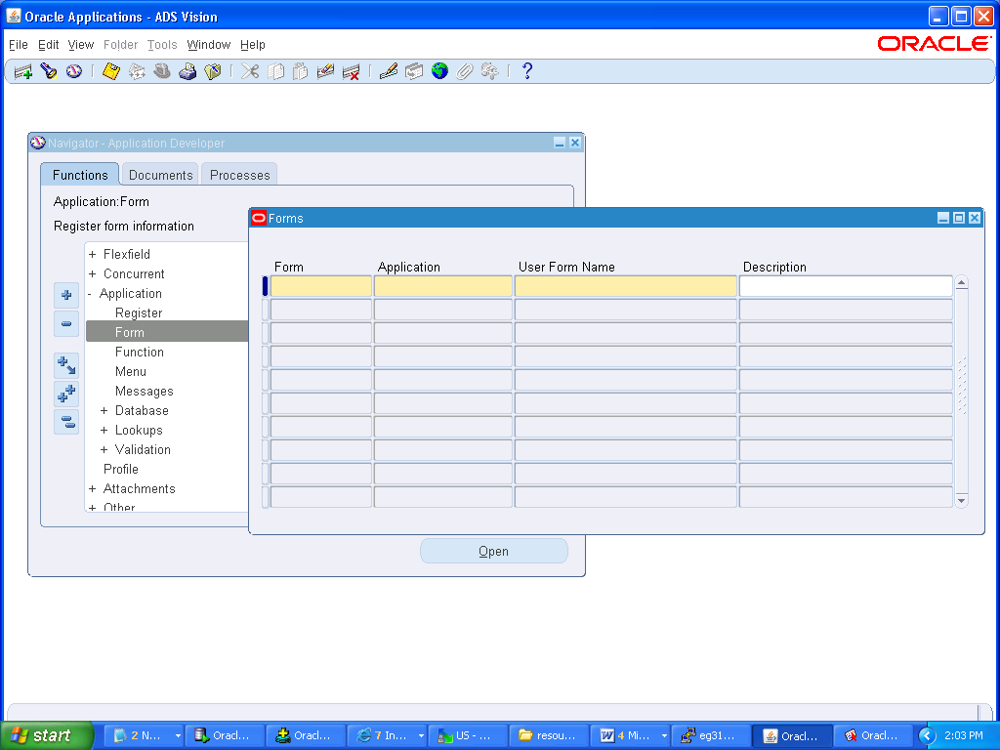 Oracle Applications - ADS Vision
File Edit View Folder Tools Window Help
ORACLE
Navigator - Application Developer
Functions Documents Processes
Application:Form
Register form information
+ Flexfield
+ Concurrent
- Application
Register
Form
Function
Menu
Messages
+ Database
+ Lookups
+ Validation
Profile
+ Attachments
+ Other
Open
Forms
Form Application User Form Name Description
start 2 N... Oracl... Oracl... 7 In... US - ... resou... 4 Mi... eg31... Oracl... Oracl... 2:03 PM